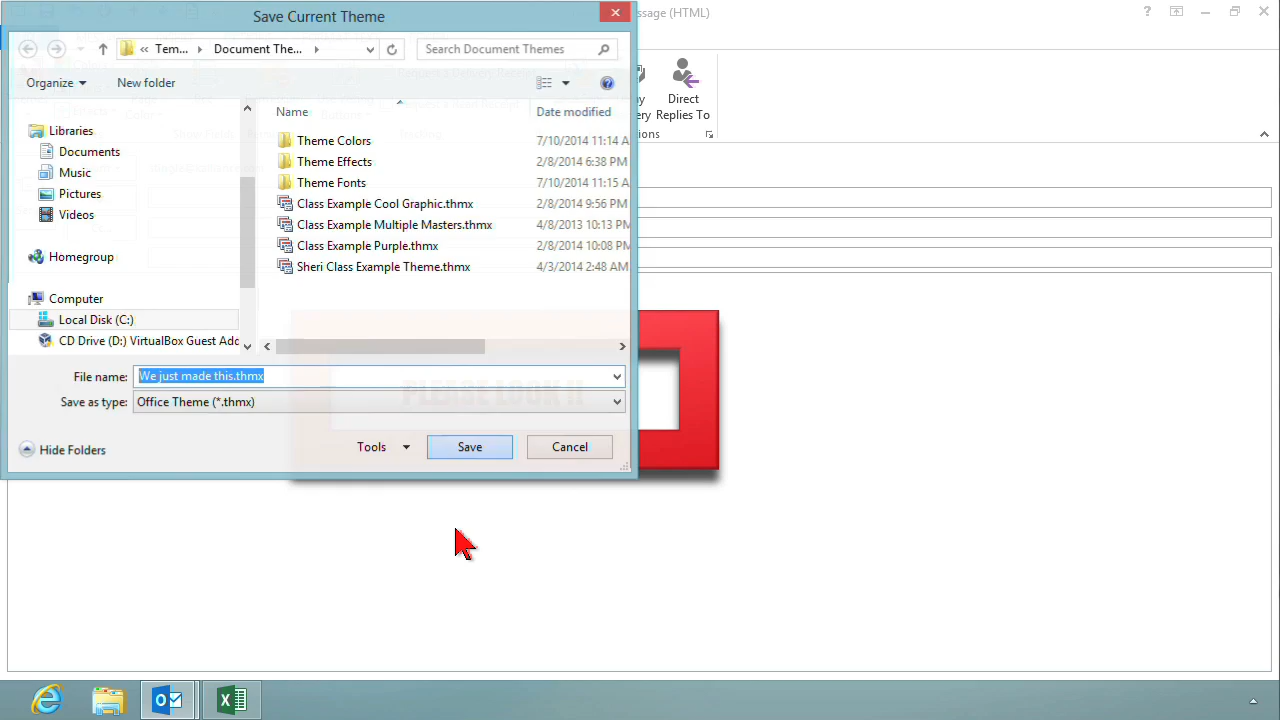 Save Current Theme
ssage (HTML)
« Tem... Document The...
Search Document Themes
Organize
New folder
Name
Date modified
Libraries
Documents
Music
Pictures
Videos
Homegroup
Computer
Local Disk (C:)
CD Drive (D:) VirtualBox Guest Add
Theme Colors 7/10/2014 11:14 A
Theme Effects 2/8/2014 6:38 PM
Theme Fonts 7/10/2014 11:15 A
Class Example Cool Graphic.thmx 2/8/2014 9:56 PM
Class Example Multiple Masters.thmx 4/8/2013 10:13 PM
Class Example Purple.thmx 2/8/2014 10:08 PM
Sheri Class Example Theme.thmx 4/3/2014 2:48 AM
File name: We just made this.thmx
Save as type: Office Theme (*.thmx)
Hide Folders
Tools
Save
Cancel
PLEASE LOOK !!
y
very
ions
Direct
Replies To